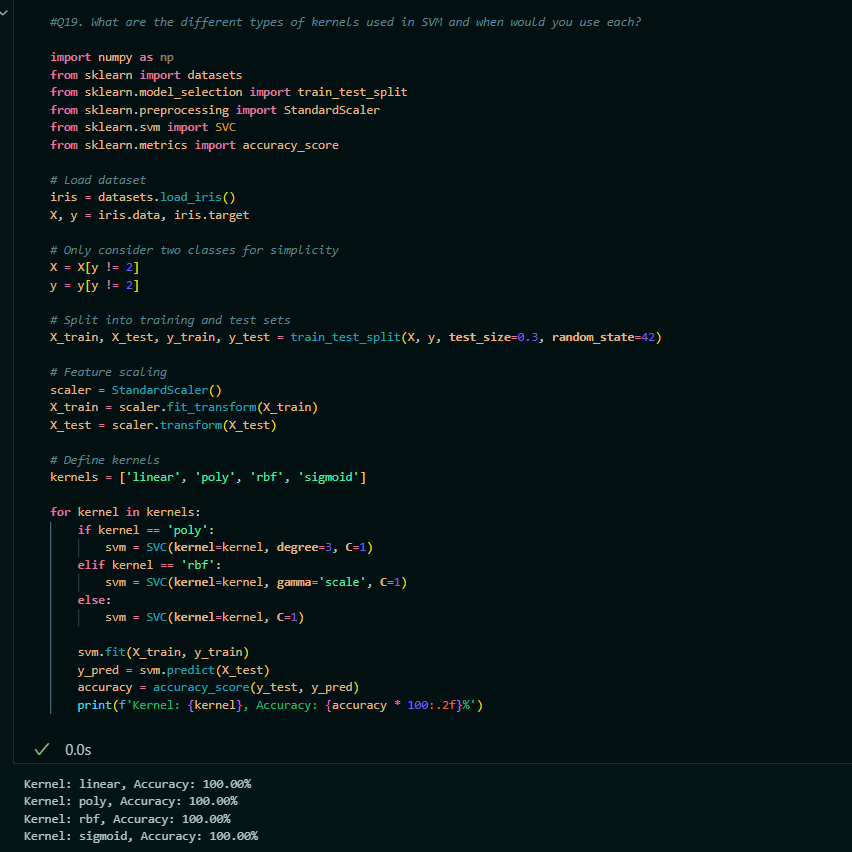 #Q19. What are the different types of kernels used in SVM and when would you use each?
import numpy as np
from sklearn import datasets
from sklearn.model_selection import train_test_split
from sklearn.preprocessing import StandardScaler
from sklearn.svm import SVC
from sklearn.metrics import accuracy_score
# Load dataset
iris = datasets.load_iris()
X, y = iris.data, iris.target
# Only consider two classes for simplicity
X = X[y != 2]
y = y[y != 2]
# Split into training and test sets
X_train, X_test, y_train, y_test = train_test_split(X, y, test_size=0.3, random_state=42)
# Feature scaling
scaler = StandardScaler()
X_train = scaler.fit_transform(X_train)
X_test = scaler.transform(X_test)
# Define kernels
kernels = ['linear', 'poly', 'rbf', 'sigmoid']
for kernel in kernels:
    if kernel == 'poly':
        svm = SVC(kernel=kernel, degree=3, C=1)
    elif kernel == 'rbf':
        svm = SVC(kernel=kernel, gamma='scale', C=1)
    else:
        svm = SVC(kernel=kernel, C=1)
    svm.fit(X_train, y_train)
    y_pred = svm.predict(X_test)
    accuracy = accuracy_score(y_test, y_pred)
    print(f'Kernel: {kernel}, Accuracy: {accuracy * 100:.2f}%')
0.0s
Kernel: linear, Accuracy: 100.00%
Kernel: poly, Accuracy: 100.00%
Kernel: rbf, Accuracy: 100.00%
Kernel: sigmoid, Accuracy: 100.00%